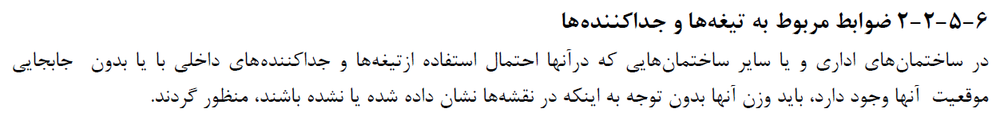 ۶-۵-۲-۲ ضوابط مربوط به تیغه‌ها و جداکننده‌ها
در ساختمان‌های اداری و یا سایر ساختمان‌هایی که درآنها احتمال استفاده ازتیغه‌ها و جداکننده‌های داخلی با یا بدون جابجایی
موقعیت آنها وجود دارد، باید وزن آنها بدون توجه به اینکه در نقشه‌ها نشان داده شده یا نشده باشند، منظور گردند.